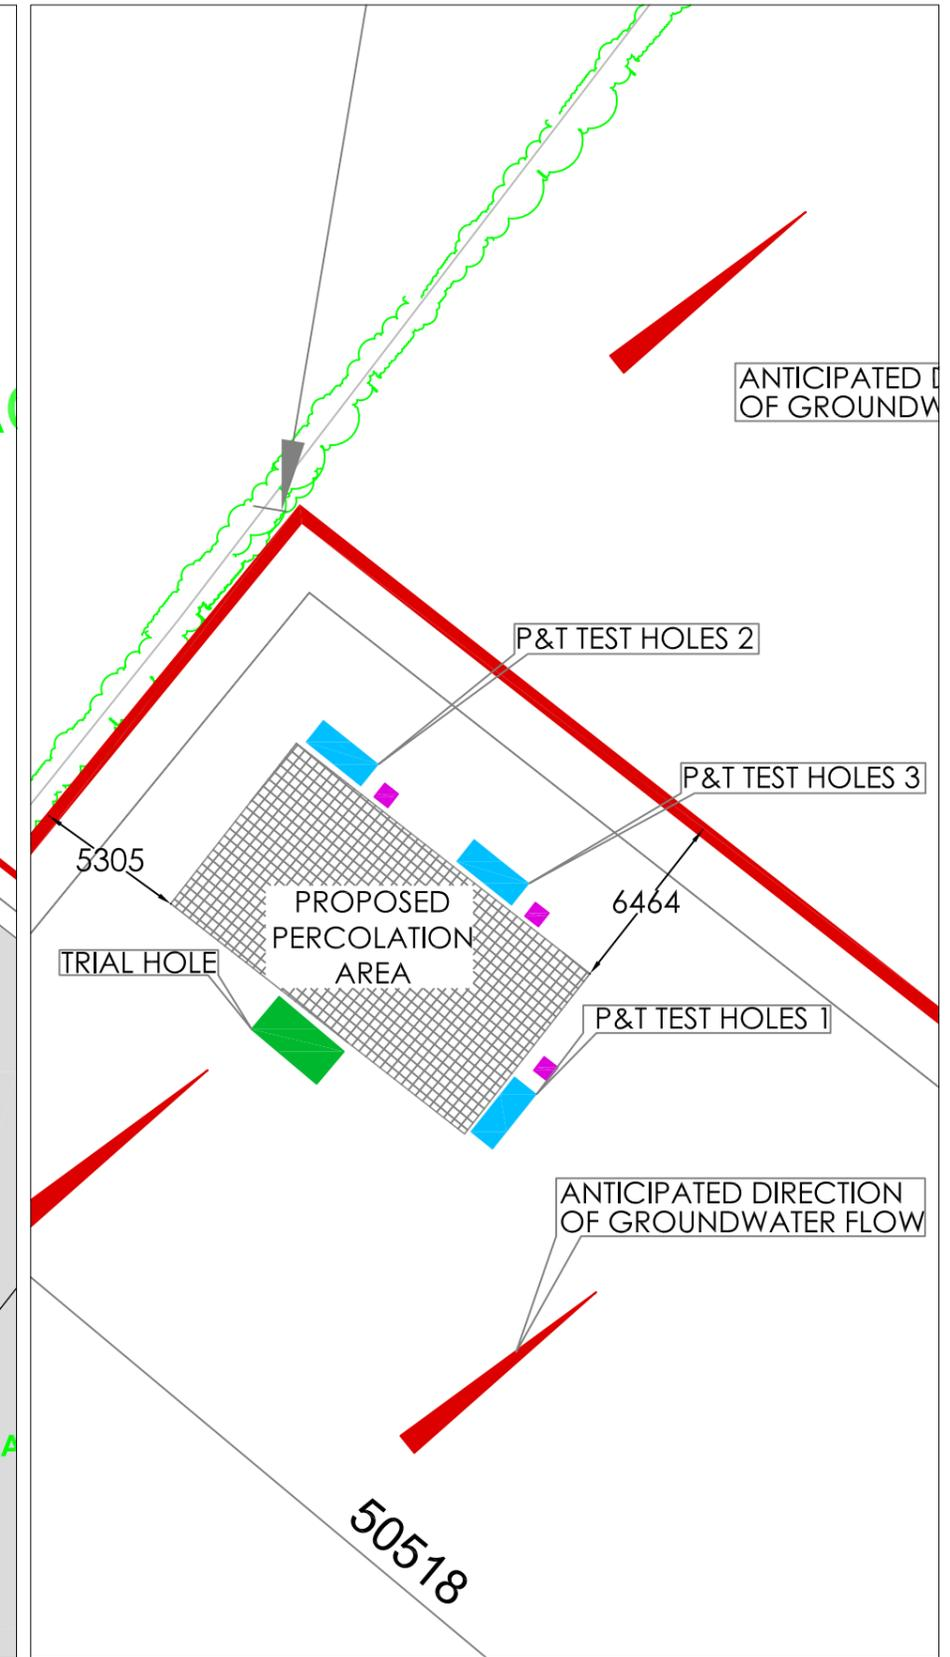 ANTICIPATED
OF GROUNDW
P&T TEST HOLES 2
P&T TEST HOLES 3
5305
6464
PROPOSED
PERCOLATION
AREA
TRIAL HOLE
P&T TEST HOLES 1
ANTICIPATED DIRECTION
OF GROUNDWATER FLOW
A
50518